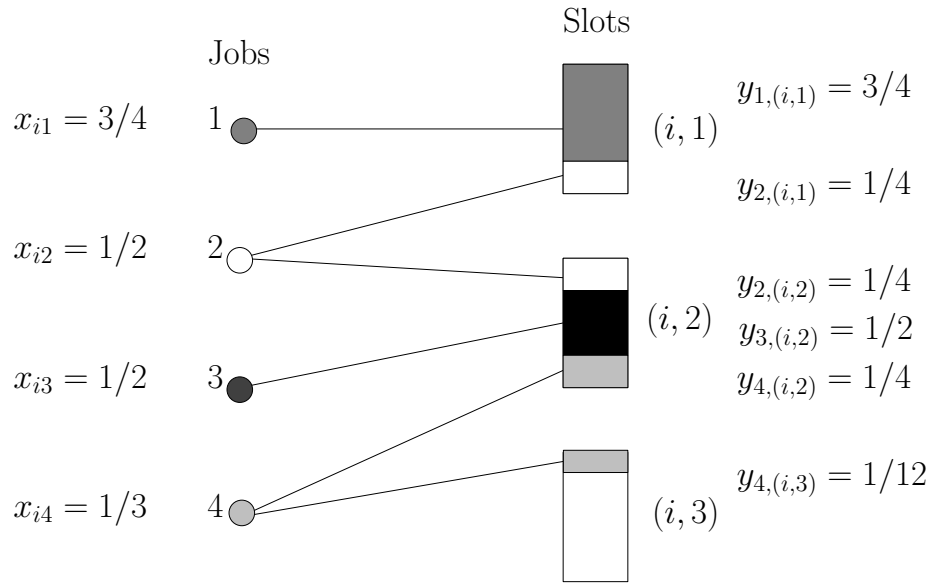 Slots
Jobs
x_{i1} = 3/4
1
(i, 1)
y_{1,(i,1)} = 3/4
y_{2,(i,1)} = 1/4
x_{i2} = 1/2
2
y_{2,(i,2)} = 1/4
(i, 2)
y_{3,(i,2)} = 1/2
x_{i3} = 1/2
3
y_{4,(i,2)} = 1/4
y_{4,(i,3)} = 1/12
x_{i4} = 1/3
4
(i, 3)